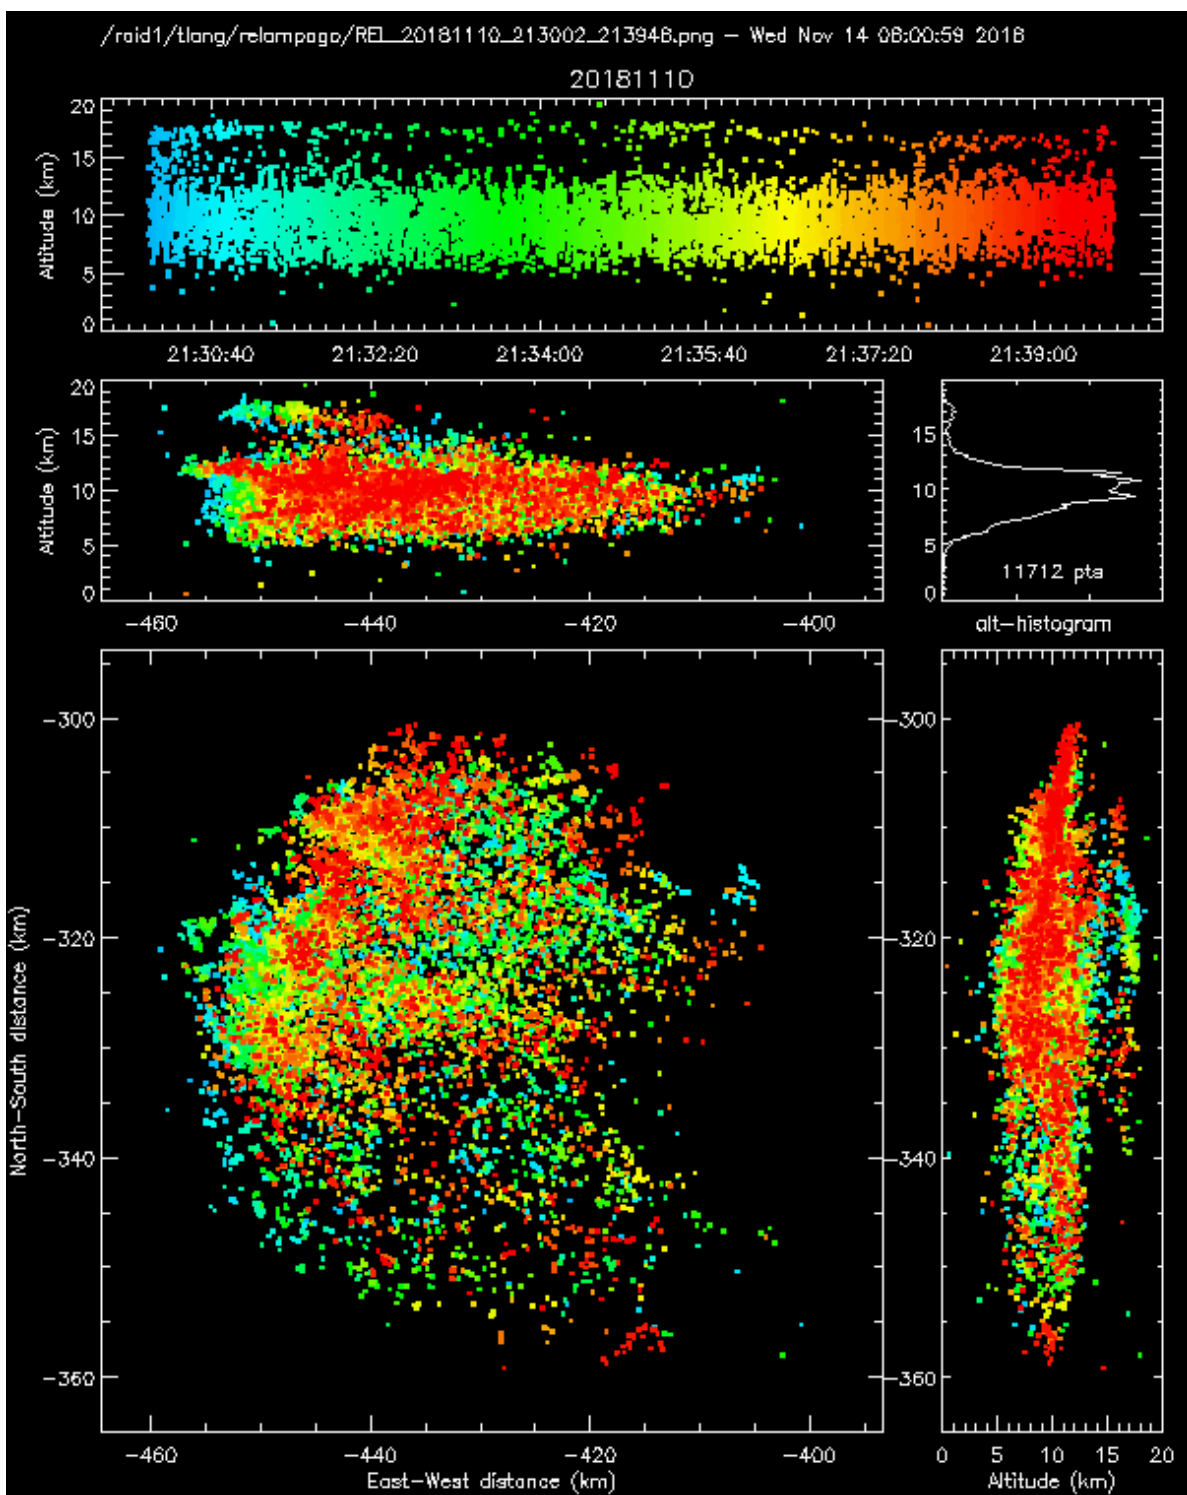 /raid1/tlang/relampago/REL_20181110_213002_213946.png – Wed Nov 14 06:00:59 2018
20181110
20
15
10
5
0
Altitude (km)
21:30:40 21:32:20 21:34:00 21:35:40 21:37:20 21:39:00
20
15
10
5
0
Altitude (km)
-460 -440 -420 -400
15
10
5
0
11712 pts
alt-histogram
-300
-320
-340
-360
North-South distance (km)
-460 -440 -420 -400
East-West distance (km)
-300
-320
-340
-360
0 5 10 15 20
Altitude (km)